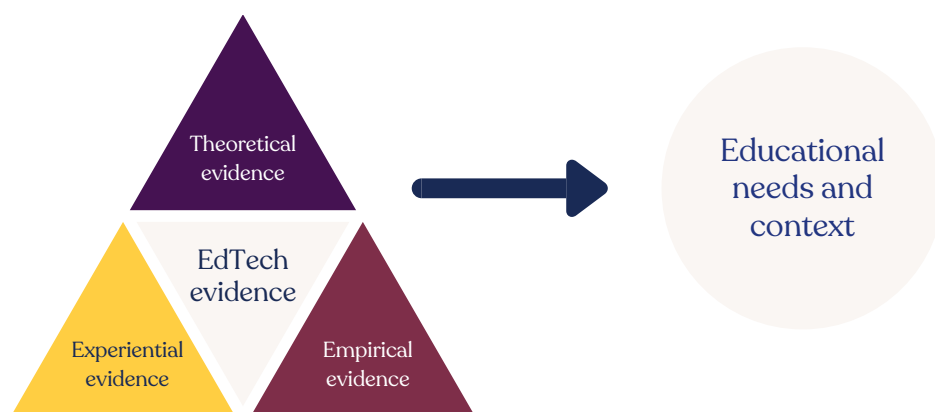 Theoretical
evidence
EdTech
evidence
Experiential
evidence
Empirical
evidence
Educational
needs and
context